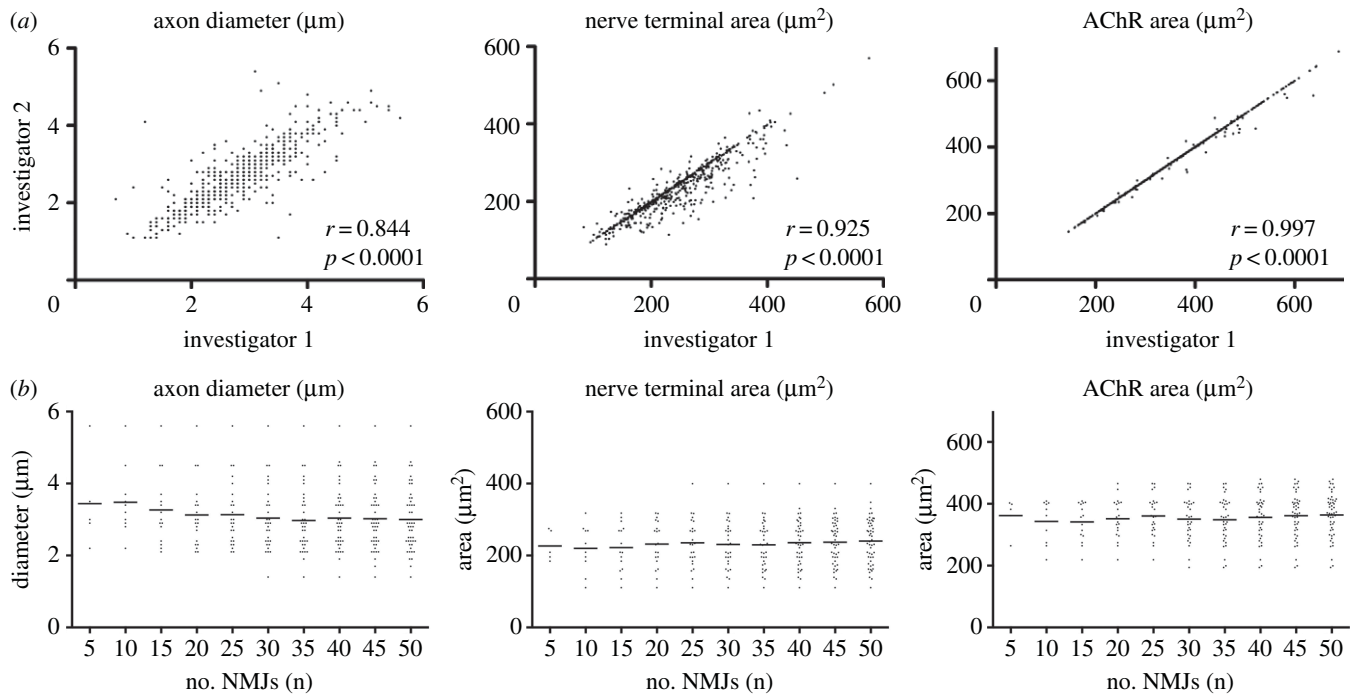 (a) axon diameter (µm) nerve terminal area (µm²) AChR area (µm²)
6 600
600
4 400
400
investigator 2
2 200 200
r = 0.844 r = 0.925 r = 0.997
p < 0.0001 p < 0.0001 p < 0.0001
0 2 4 6 0 200 400 600 0 200 400 600
investigator 1 investigator 1 investigator 1
(b) axon diameter (µm) nerve terminal area (µm²) AChR area (µm²)
6 600
600
4 400
400
diameter (µm) area (µm²) area (µm²)
2 200 200
0 0 0
5 10 15 20 25 30 35 40 45 50 5 10 15 20 25 30 35 40 45 50 5 10 15 20 25 30 35 40 45 50
no. NMJs (n) no. NMJs (n) no. NMJs (n)